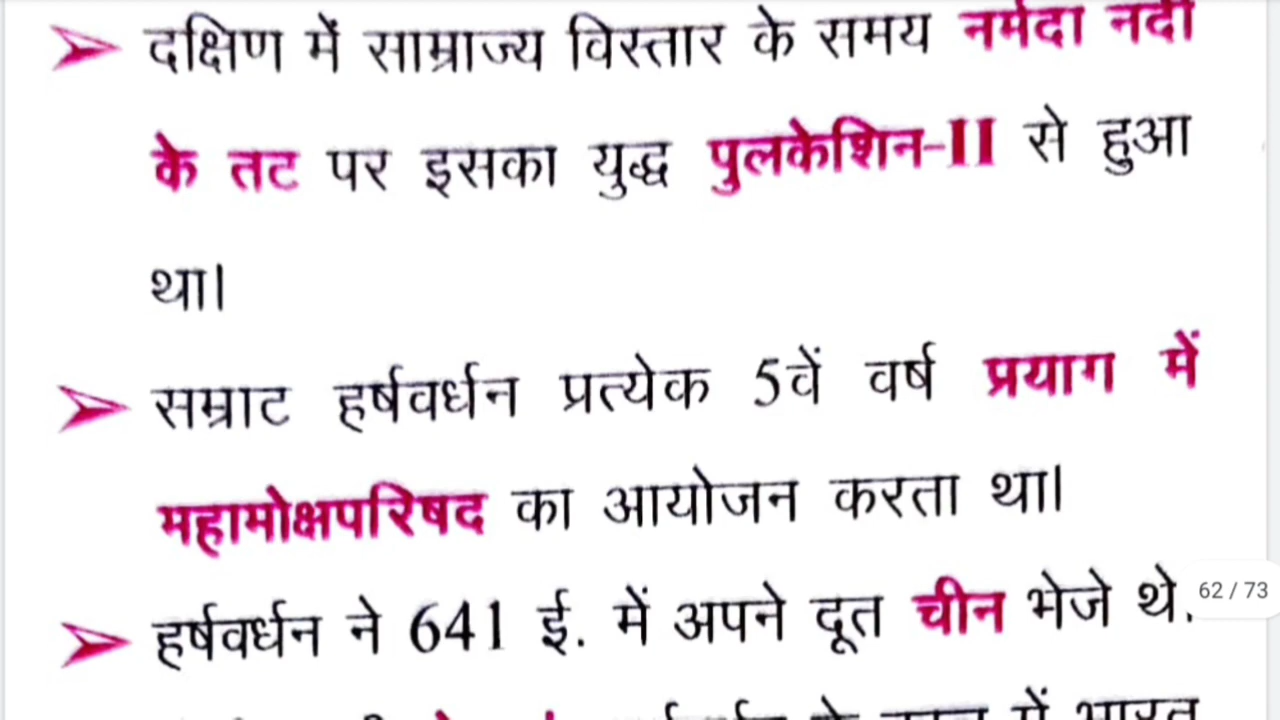 दक्षिण में साम्राज्य विस्तार के समय नर्मदा नदी
के तट पर इसका युद्ध पुलकेशिन-II से हुआ
था।
सम्राट हर्षवर्धन प्रत्येक 5वें वर्ष प्रयाग में
महामोक्षपरिषद का आयोजन करता था।
हर्षवर्धन ने 641 ई. में अपने दूत चीन भेजे थे.
62 / 73
में भारत